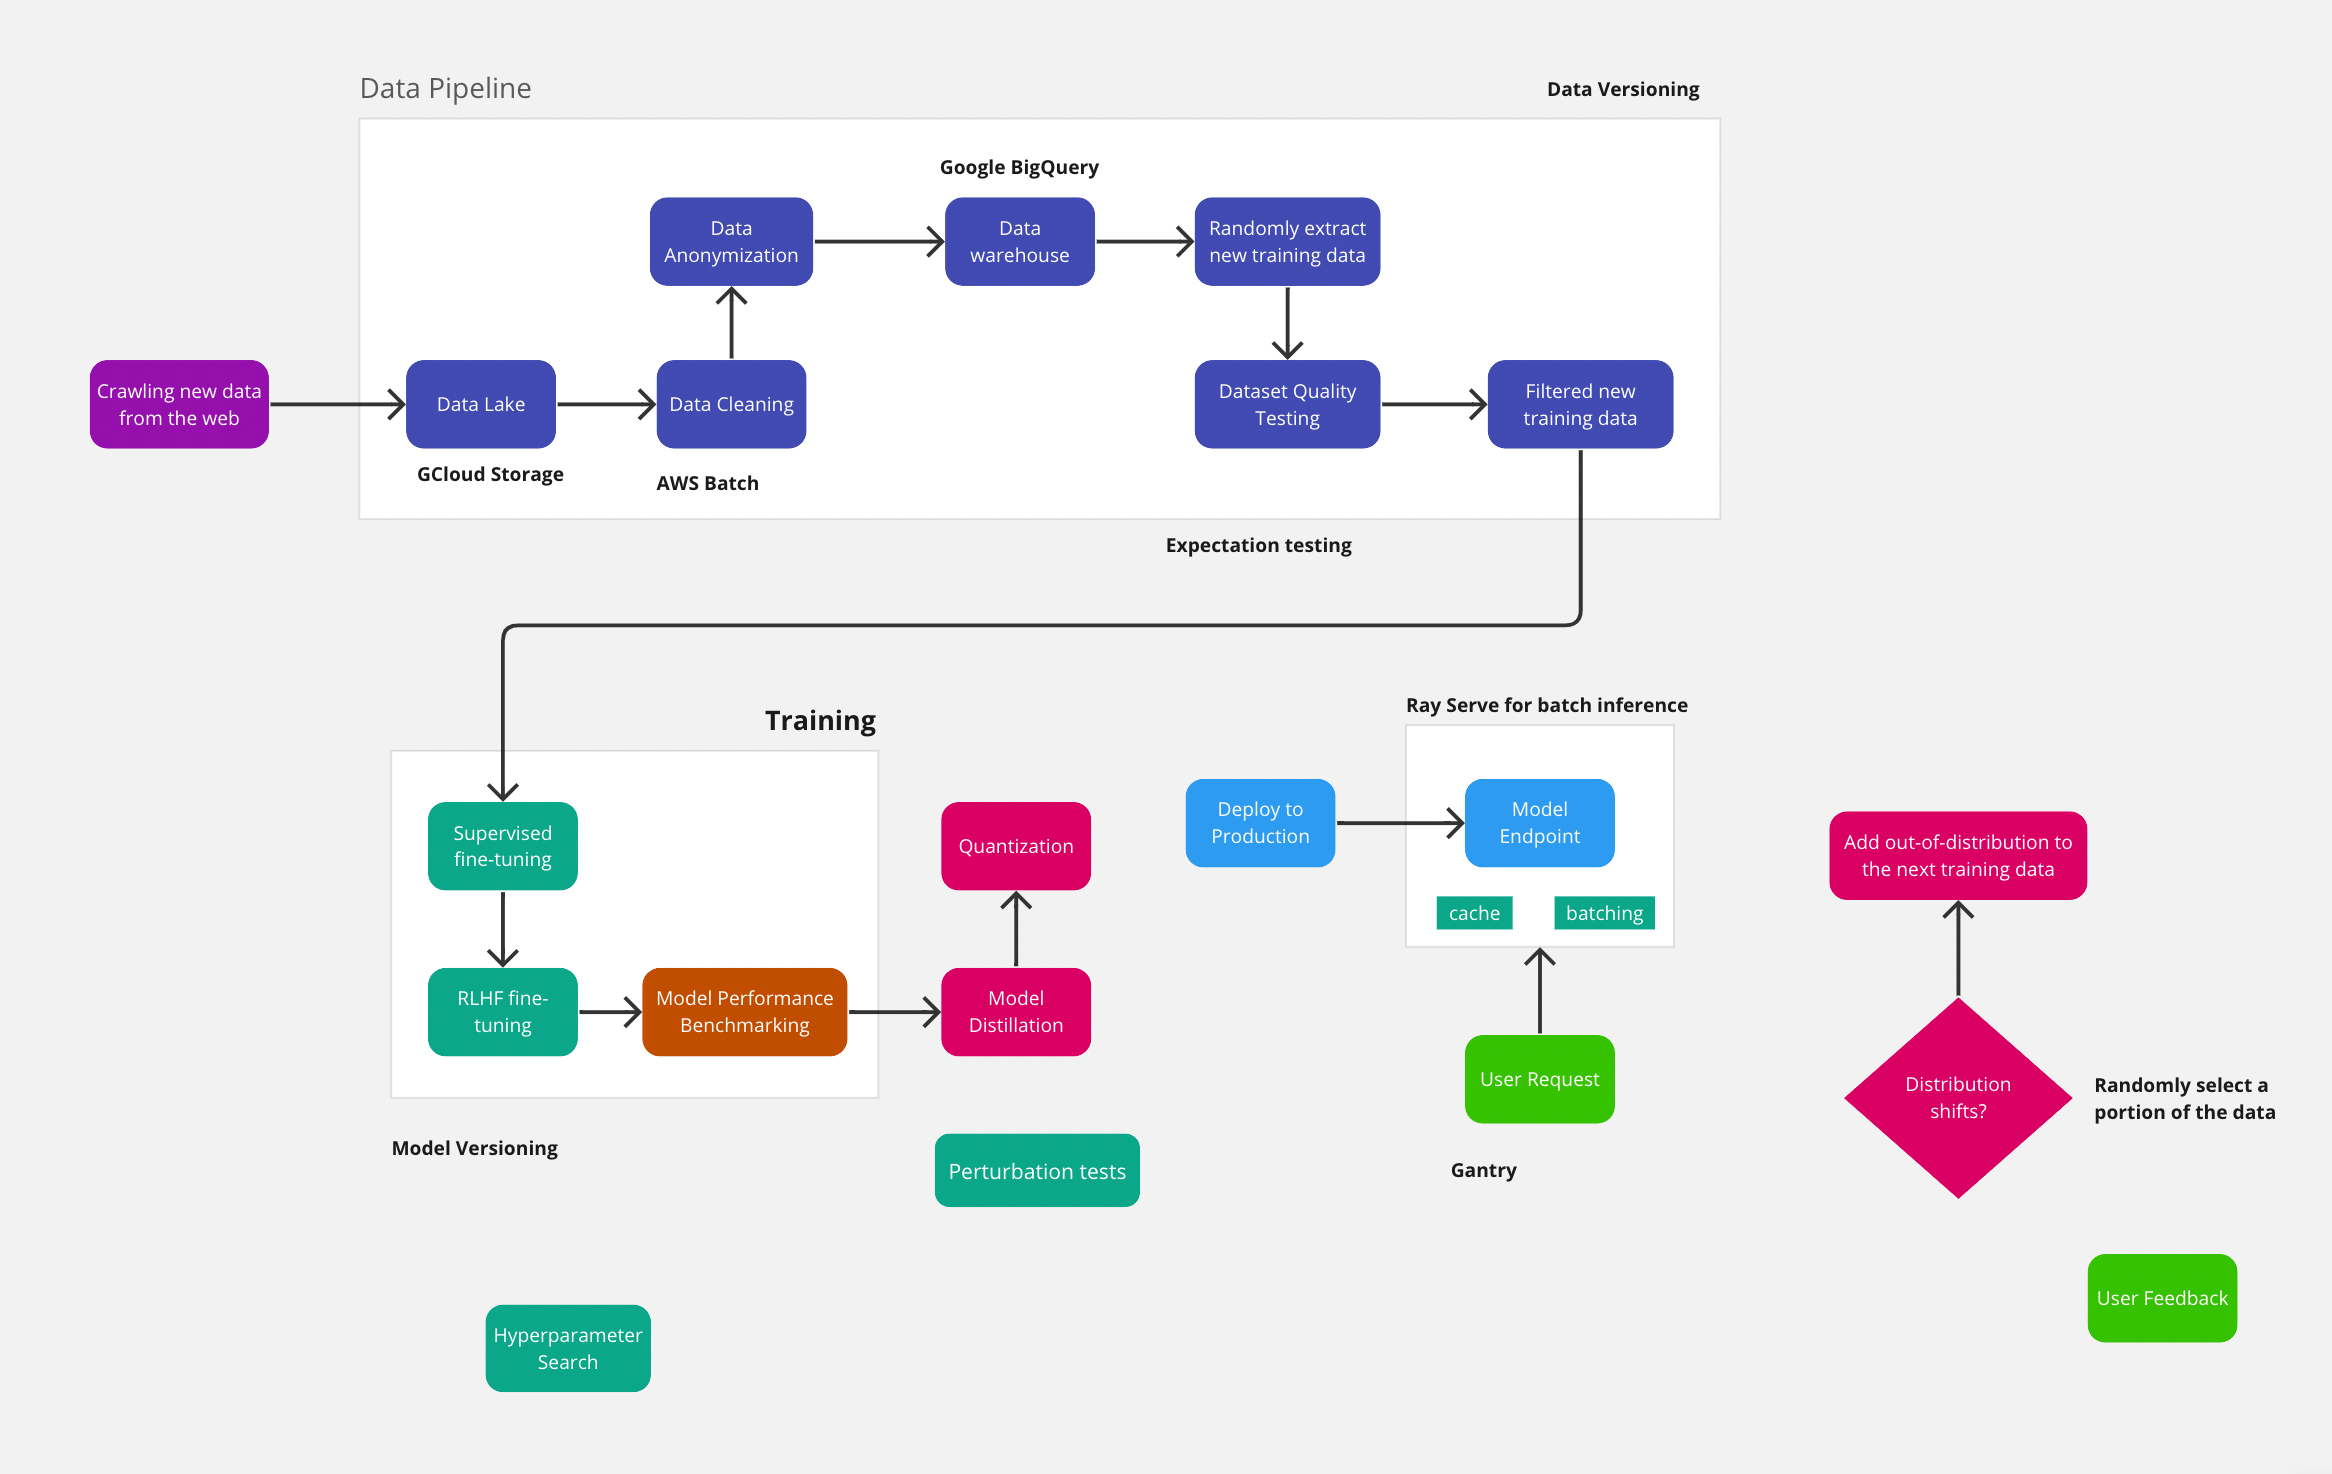 Data Pipeline
Data Versioning
Google BigQuery
Data
Anonymization
Data
warehouse
Randomly extract
new training data
Crawling new data
from the web
Data Lake
Data Cleaning
Dataset Quality
Testing
Filtered new
training data
GCloud Storage
AWS Batch
Expectation testing
Training
Supervised
fine-tuning
RLHF fine-
tuning
Model Performance
Benchmarking
Quantization
Model
Distillation
Model Versioning
Perturbation tests
Hyperparameter
Search
Ray Serve for batch inference
Deploy to
Production
Model
Endpoint
cache
batching
User Request
Gantry
Add out-of-distribution to
the next training data
Distribution
shifts?
Randomly select a
portion of the data
User Feedback